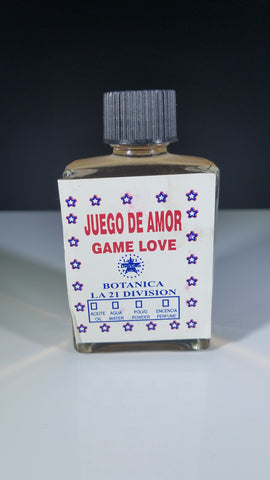 JUEGO DE AMOR
GAME LOVE
BOTANICA
LA 21 DIVISION
ACEITE AGUA POLVO ENCENCIA
OIL WATER POWDER PERFUME